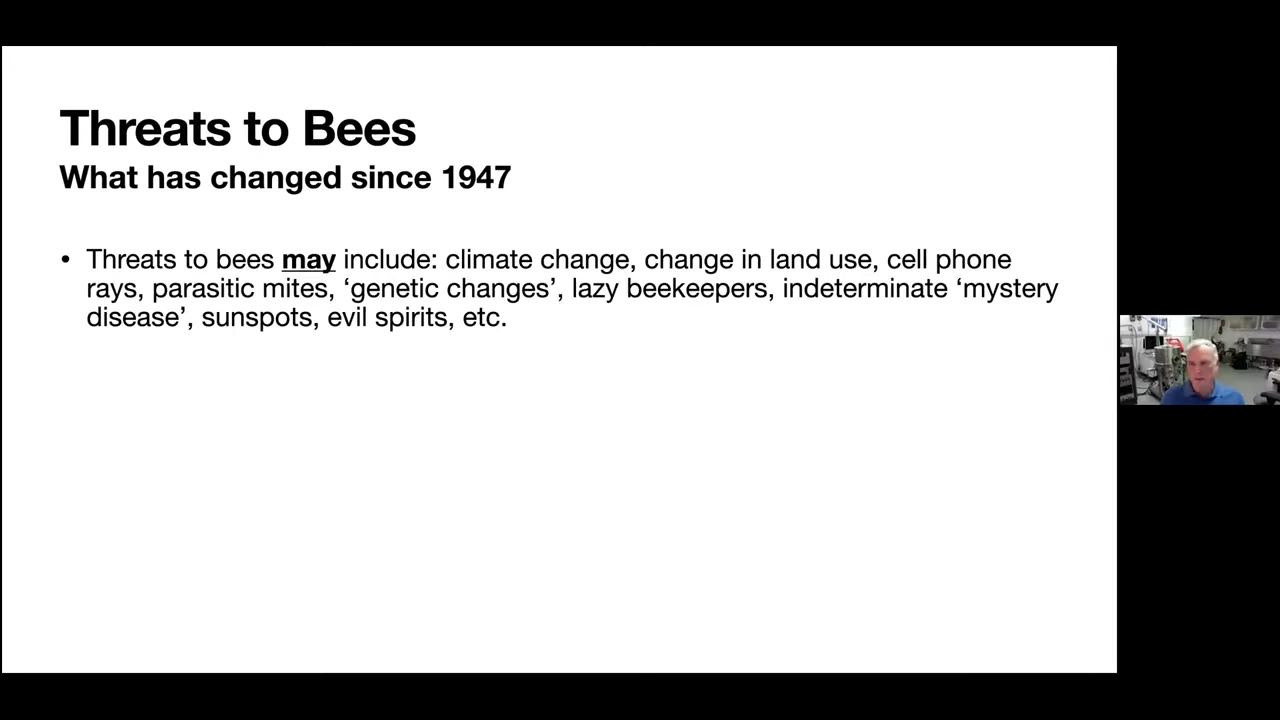 Threats to Bees
What has changed since 1947
• Threats to bees may include: climate change, change in land use, cell phone
rays, parasitic mites, ‘genetic changes’, lazy beekeepers, indeterminate ‘mystery
disease’, sunspots, evil spirits, etc.